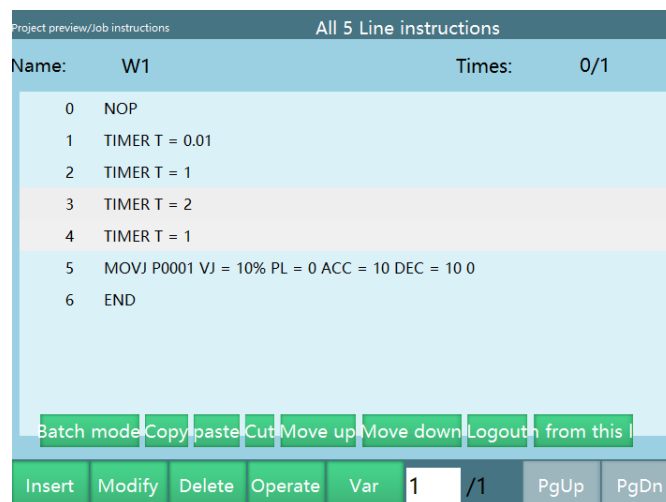 Project preview/Job instructions All 5 Line instructions
Name: W1 Times: 0/1
0 NOP
1 TIMER T = 0.01
2 TIMER T = 1
3 TIMER T = 2
4 TIMER T = 1
5 MOVJ P0001 VJ = 10% PL = 0 ACC = 10 DEC = 10 0
6 END
Batch mode Copy paste Cut Move up Move down Logout from this l
Insert Modify Delete Operate Var 1 /1 PgUp PgDn